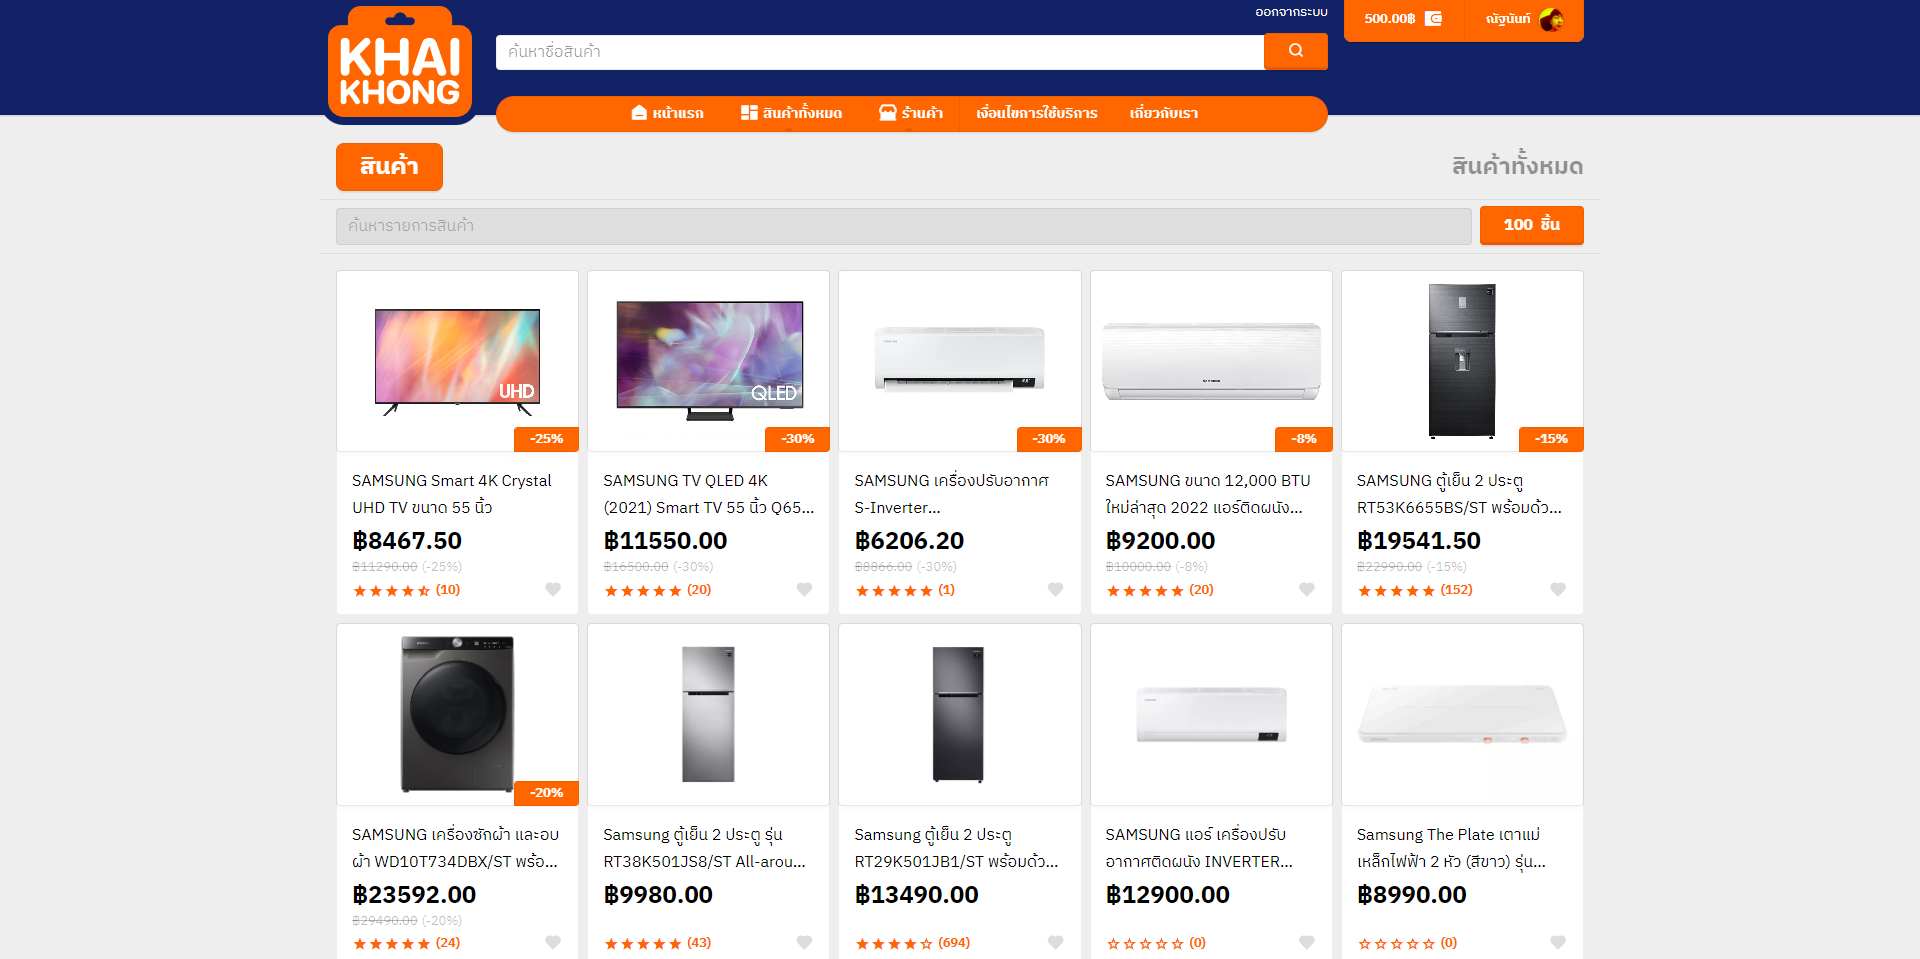 KHAI
KHONG
ออกจากระบบ
500.00฿
ณัฐนันท์
ค้นหาชื่อสินค้า
หน้าแรก
สินค้าทั้งหมด
ร้านค้า
เงื่อนไขการใช้บริการ
เกี่ยวกับเรา
สินค้า
สินค้าทั้งหมด
ค้นหารายการสินค้า
100 ชิ้น
UHD
-25%
QLED
-30%
-30%
-8%
-15%
SAMSUNG Smart 4K Crystal
UHD TV ขนาด 55 นิ้ว
฿8467.50
฿11290.00 (-25%)
(10)
SAMSUNG TV QLED 4K
(2021) Smart TV 55 นิ้ว Q65...
฿11550.00
฿16500.00 (-30%)
(20)
SAMSUNG เครื่องปรับอากาศ
S-Inverter...
฿6206.20
฿8866.00 (-30%)
(1)
SAMSUNG ขนาด 12,000 BTU
ใหม่ล่าสุด 2022 แอร์ติดผนัง...
฿9200.00
฿10000.00 (-8%)
(20)
SAMSUNG ตู้เย็น 2 ประตู
RT53K6655BS/ST พร้อมด้ว...
฿19541.50
฿22990.00 (-15%)
(152)
-20%
SAMSUNG เครื่องซักผ้า และอบ
ผ้า WD10T734DBX/ST พร้อ...
฿23592.00
฿29490.00 (-20%)
(24)
Samsung ตู้เย็น 2 ประตู รุ่น
RT38K501JS8/ST All-arou...
฿9980.00
(43)
Samsung ตู้เย็น 2 ประตู
RT29K501JB1/ST พร้อมด้ว...
฿13490.00
(694)
SAMSUNG แอร์ เครื่องปรับ
อากาศติดผนัง INVERTER...
฿12900.00
(0)
Samsung The Plate เตาแม่
เหล็กไฟฟ้า 2 หัว (สีขาว) รุ่น...
฿8990.00
(0)